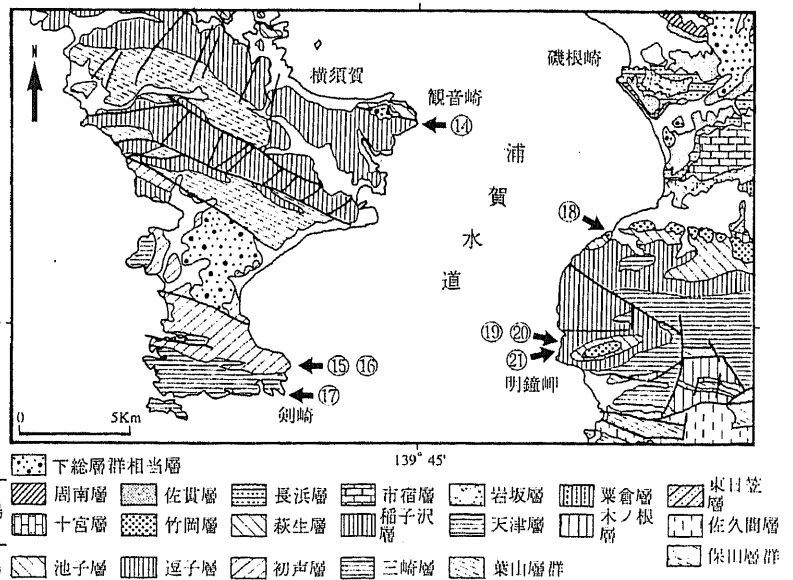 N
横須賀
観音崎
⑭
磯根崎
浦賀水道
⑱
⑲ ⑳
㉑
明鐘岬
⑮ ⑯
⑰
剣崎
0 5Km
139° 45'
下総層群相当層
周南層 佐貫層 長浜層 市宿層 岩坂層 粟倉層 東日笠層
十宮層 竹岡層 萩生層 稲子沢層 天津層 木ノ根層 佐久間層
保田層群
池子層 逗子層 初声層 三崎層 葉山層群